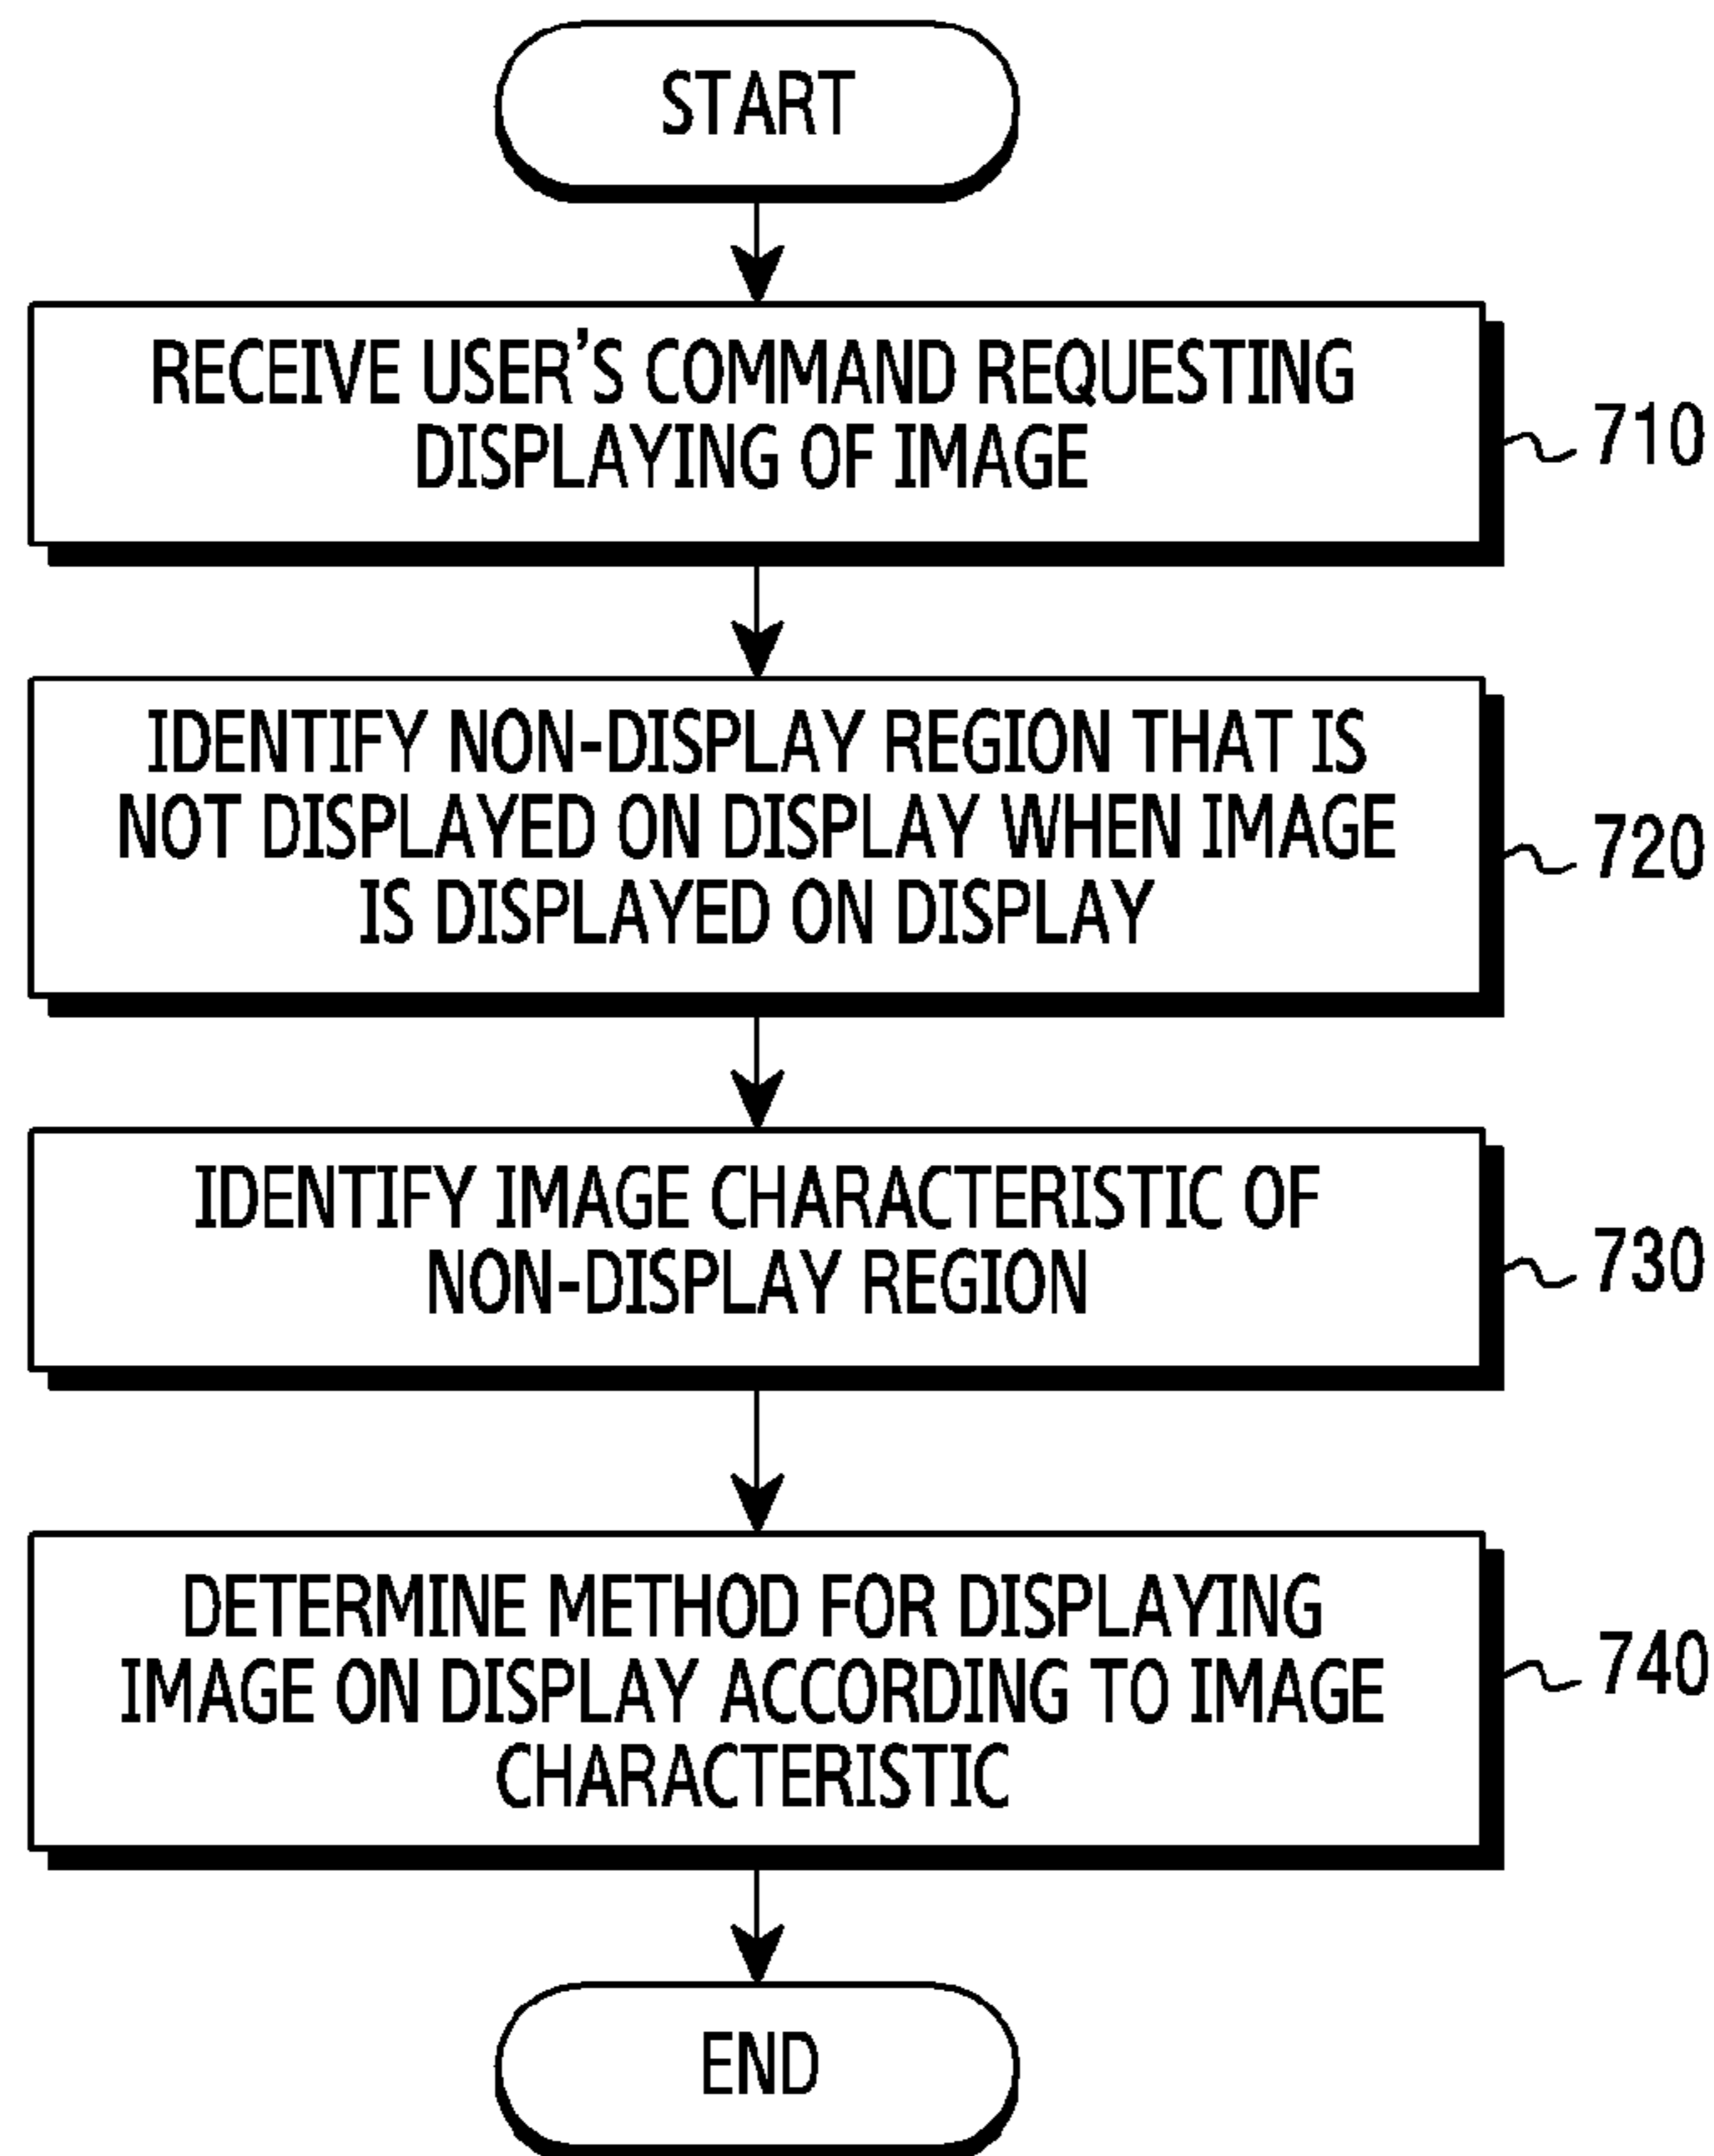 START
RECEIVE USER'S COMMAND REQUESTING
DISPLAYING OF IMAGE
710
IDENTIFY NON-DISPLAY REGION THAT IS
NOT DISPLAYED ON DISPLAY WHEN IMAGE
IS DISPLAYED ON DISPLAY
720
IDENTIFY IMAGE CHARACTERISTIC OF
NON-DISPLAY REGION
730
DETERMINE METHOD FOR DISPLAYING
IMAGE ON DISPLAY ACCORDING TO IMAGE
CHARACTERISTIC
740
END